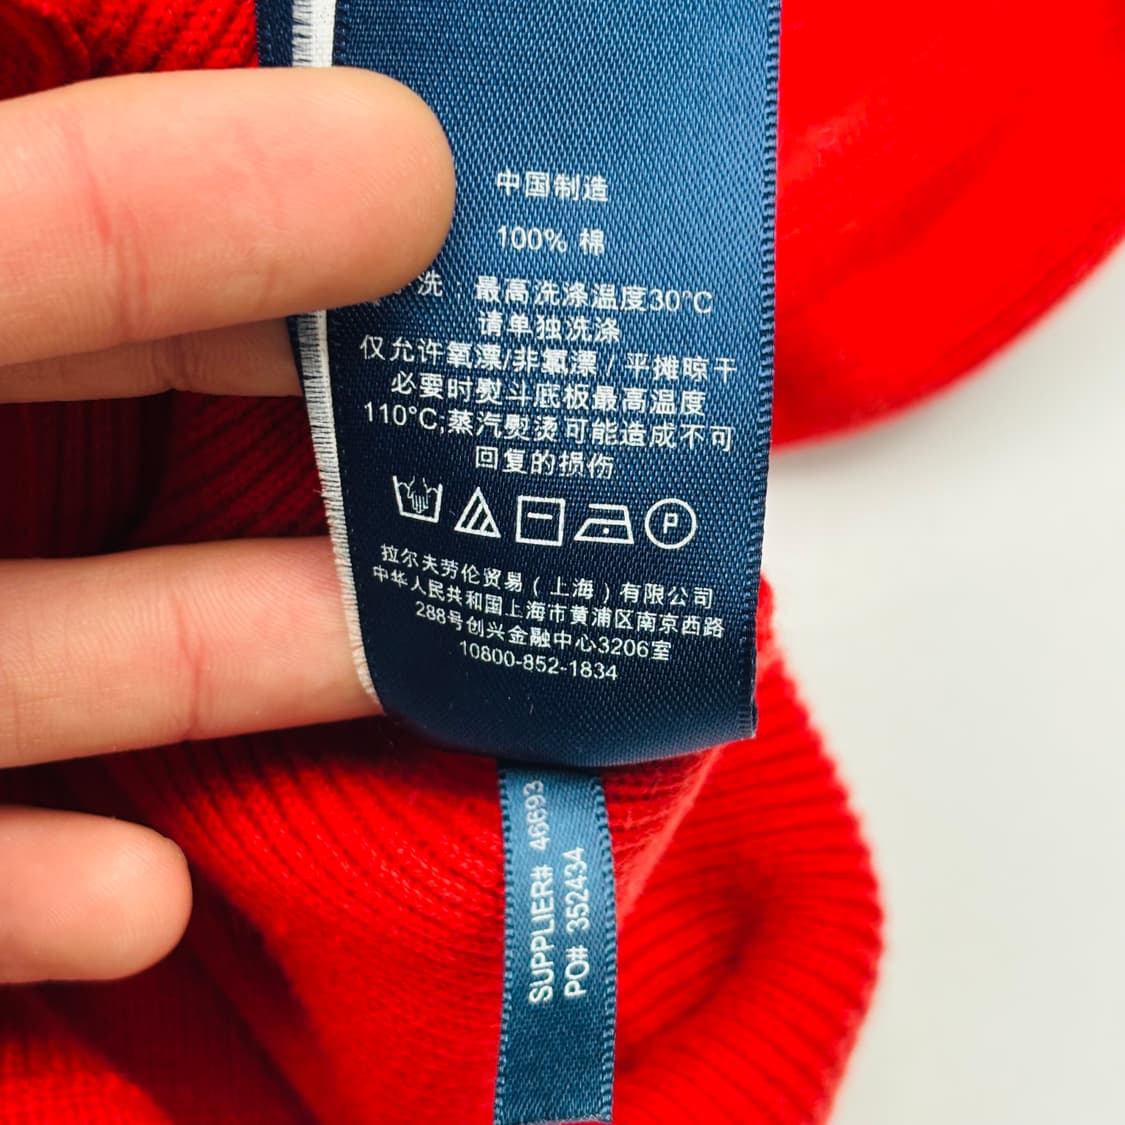 中国制造
100% 棉
洗 最高洗涤温度30°C
请单独洗涤
仅允许氧漂/非氯漂 / 平摊晾干
必要时熨斗底板最高温度
110°C;蒸汽熨烫可能造成不可
回复的损伤
P
拉尔夫劳伦贸易（上海）有限公司
中华人民共和国上海市黄浦区南京西路
288号创兴金融中心3206室
10800-852-1834
SUPPLIER# 46693
PO# 352434